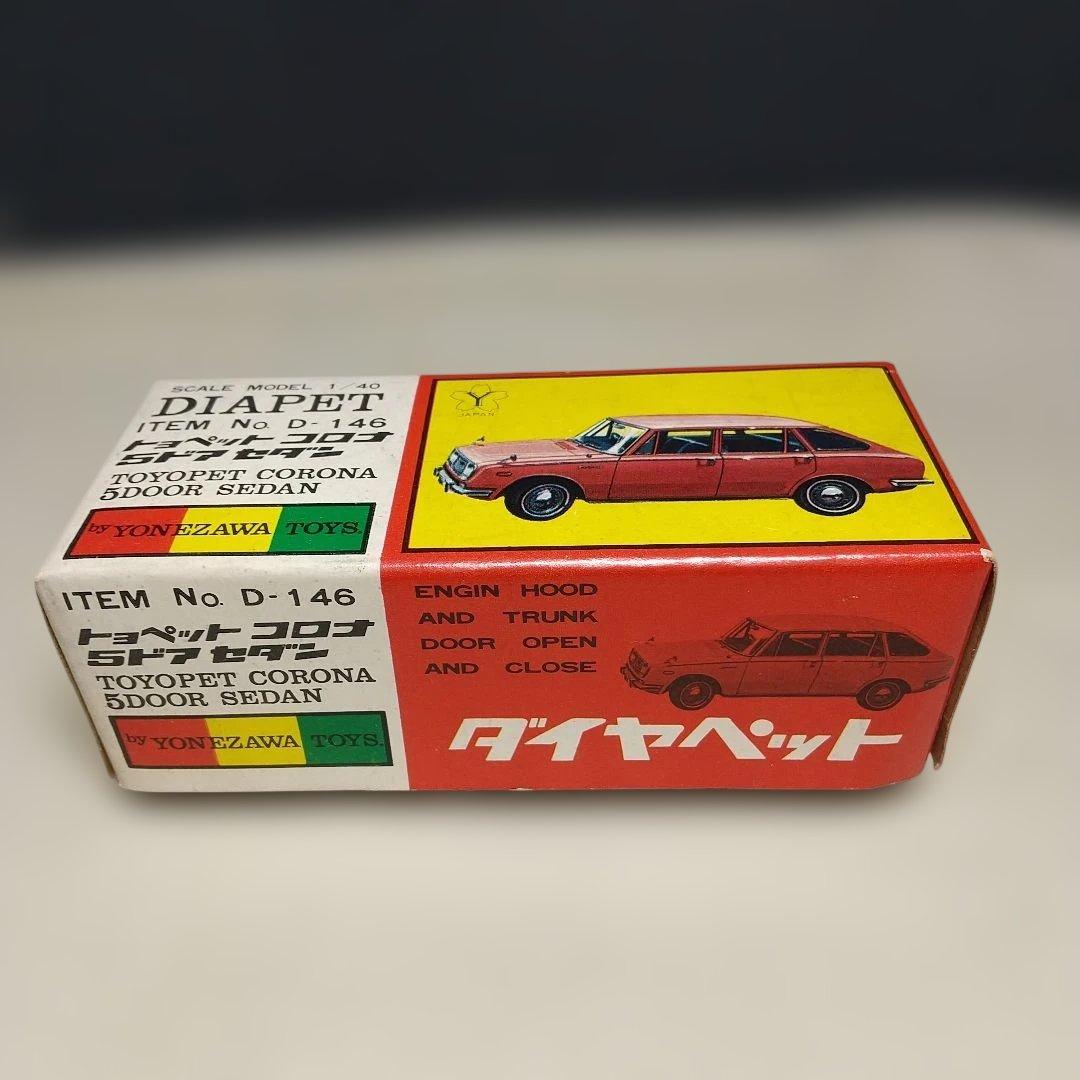 SCALE MODEL 1/40
DIAPET
ITEM No. D-146
トヨペット コロナ
5ドア セダン
TOYOPET CORONA
5DOOR SEDAN
by YONEZAWA TOYS.
Y
JAPAN
ITEM No. D-146
トヨペット コロナ
5ドア セダン
TOYOPET CORONA
5DOOR SEDAN
by YONEZAWA TOYS.
ENGIN HOOD
AND TRUNK
DOOR OPEN
AND CLOSE
ダイヤペット